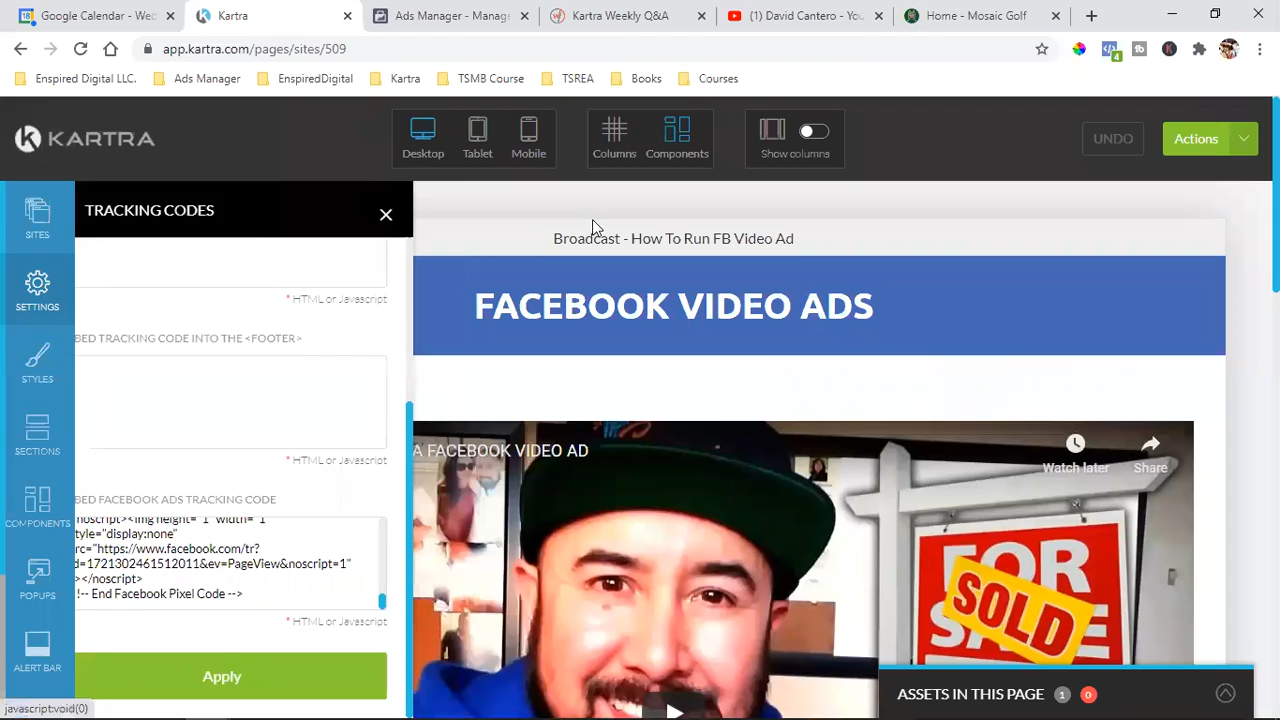 Google Calendar - Wed
Kartra
Ads Manager - Manage
Kartra Weekly Q&A
(1) David Cantero - You
Home - Mosaic Golf
app.kartra.com/pages/sites/509
4
Enspired Digital LLC.
Ads Manager
EnspiredDigital
Kartra
TSMB Course
TSREA
Books
Courses
KARTRA
Desktop
Tablet
Mobile
Columns
Components
Show columns
UNDO
Actions
SITES
SETTINGS
STYLES
SECTIONS
COMPONENTS
POPUPS
ALERT BAR
TRACKING CODES
* HTML or Javascript
BED TRACKING CODE INTO THE <FOOTER>
* HTML or Javascript
BED FACEBOOK ADS TRACKING CODE
noscript><img height="1" width="1"
tyle="display:none"
rc="https://www.facebook.com/tr?
d=1721302461512011&ev=PageView&noscript=1"
></noscript>
!-- End Facebook Pixel Code -->
* HTML or Javascript
Apply
Broadcast - How To Run FB Video Ad
FACEBOOK VIDEO ADS
A FACEBOOK VIDEO AD
Watch later
Share
FOR
SOLD
ASSETS IN THIS PAGE 1 0
javascript:void(0)